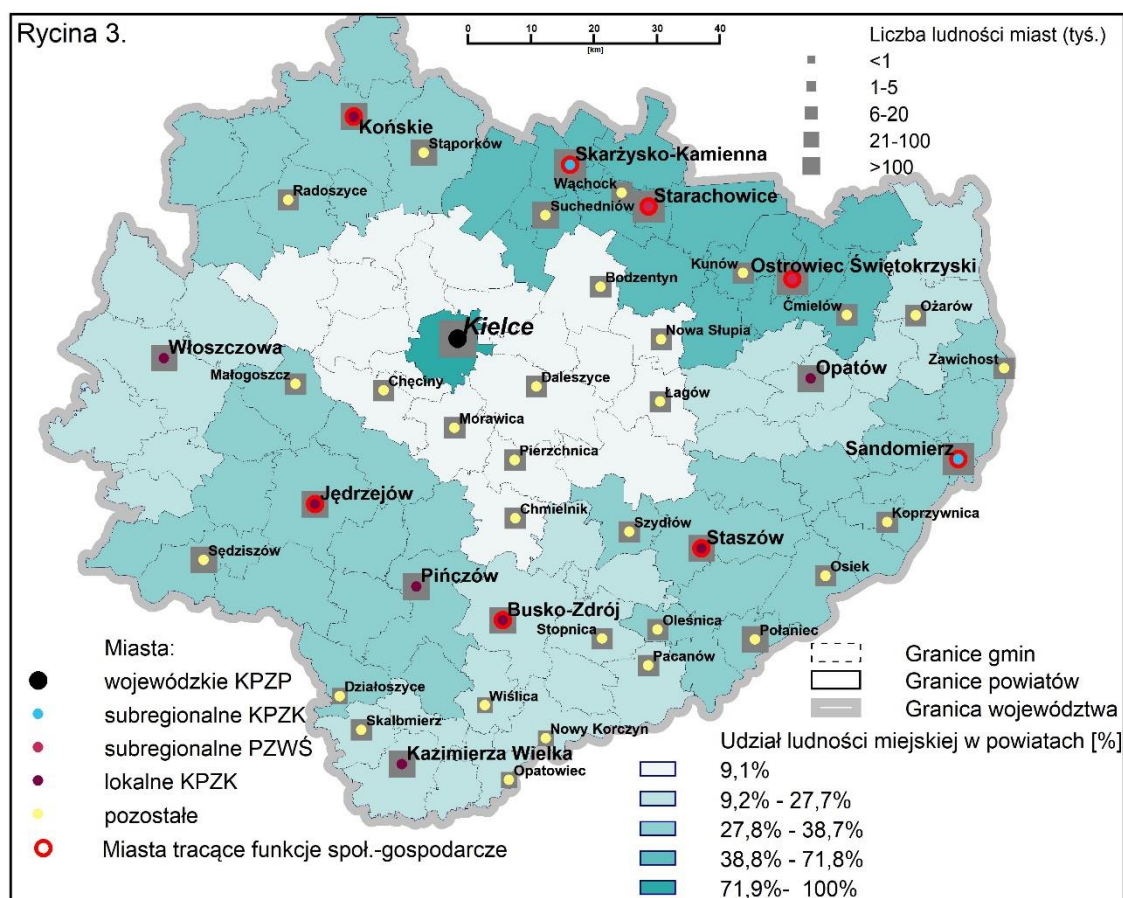 Rycina 3.
0 10 20 30 40
[km]
Liczba ludności miast (tyś.)
<1
1-5
6-20
21-100
>100
Końskie
Stąporków
Skarżysko-Kamienna
Wąchock
Starachowice
Radoszyce
Suchedniów
Kunów
Ostrowiec Świętokrzyski
Bodzentyn
Ćmielów
Ożarów
Kielce
Nowa Słupia
Włoszczowa
Zawichost
Małogoszcz
Opatów
Chęciny
Daleszyce
Łagów
Morawica
Sandomierz
Pierzchnica
Jędrzejów
Chmielnik
Szydłów
Koprzywnica
Staszów
Sędziszów
Osiek
Pińczów
Busko-Zdrój
Stopnica
Oleśnica
Połaniec
Pacanów
Działoszyce
Wiślica
Skalbmierz
Nowy Korczyn
Kazimierza Wielka
Opatowiec
Miasta:
wojewódzkie KPZP
subregionalne KPZK
subregionalne PZWŚ
lokalne KPZK
pozostałe
Miasta tracące funkcje społ.-gospodarcze
Granice gmin
Granice powiatów
Granica województwa
Udział ludności miejskiej w powiatach [%]
9,1%
9,2% - 27,7%
27,8% - 38,7%
38,8% - 71,8%
71,9%- 100%